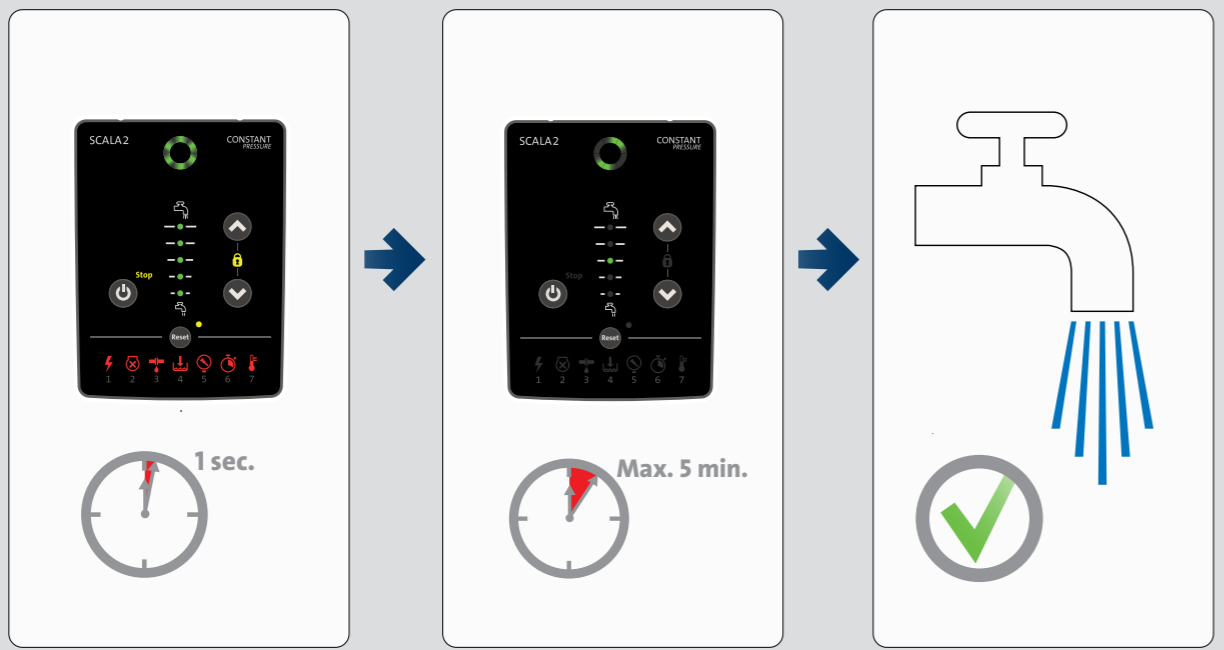 SCALA2
CONSTANT
PRESSURE
Stop
Reset
1 2 3 4 5 6 7
1 sec.
SCALA2
CONSTANT
PRESSURE
Stop
Reset
1 2 3 4 5 6 7
Max. 5 min.